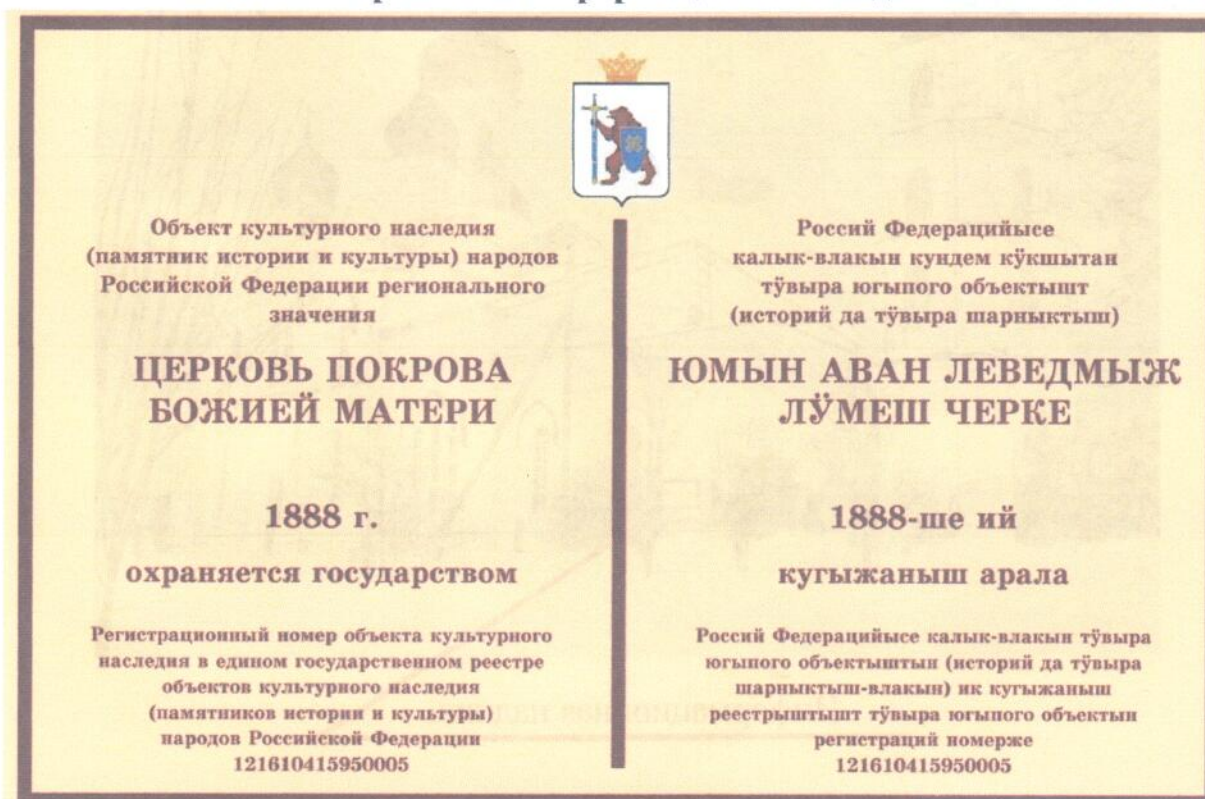 Объект культурного наследия
(памятник истории и культуры) народов
Российской Федерации регионального
значения
ЦЕРКОВЬ ПОКРОВА
БОЖИЕЙ МАТЕРИ
1888 г.
охраняется государством
Регистрационный номер объекта культурного
наследия в едином государственном реестре
объектов культурного наследия
(памятников истории и культуры)
народов Российской Федерации
121610415950005
Россий Федерацийысе
калык-влакын кундем кӱкшытан
тӱвыра югыпого объектышт
(историй да тӱвыра шарныктыш)
ЮМЫН АВАН ЛЕВЕДМЫЖ
ЛӰМЕШ ЧЕРКЕ
1888-ше ий
кугыжаныш арала
Россий Федерацийысе калык-влакын тӱвыра
югыпого объектыштын (историй да тӱвыра
шарныктыш-влакын) ик кугыжаныш
реестрыштышт тӱвыра югыпого объектын
регистраций номерже
121610415950005